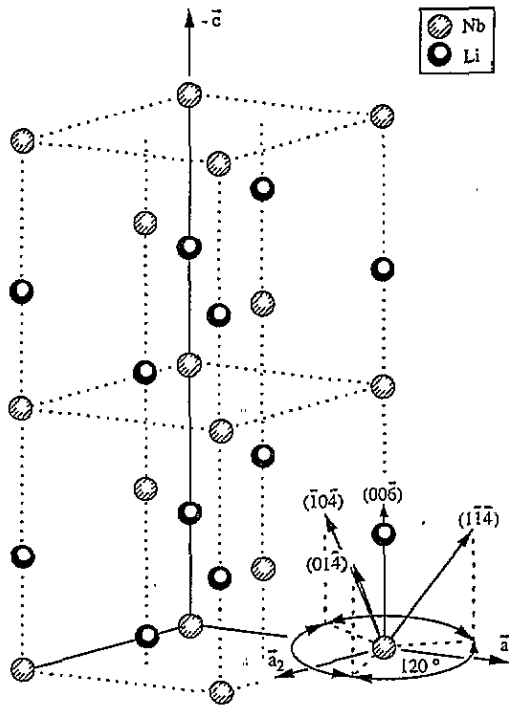 -c⃗
Nb
Li
(1̄04̄)
(006̄)
(11̄4̄)
(014̄)
a⃗₂
120°
a⃗